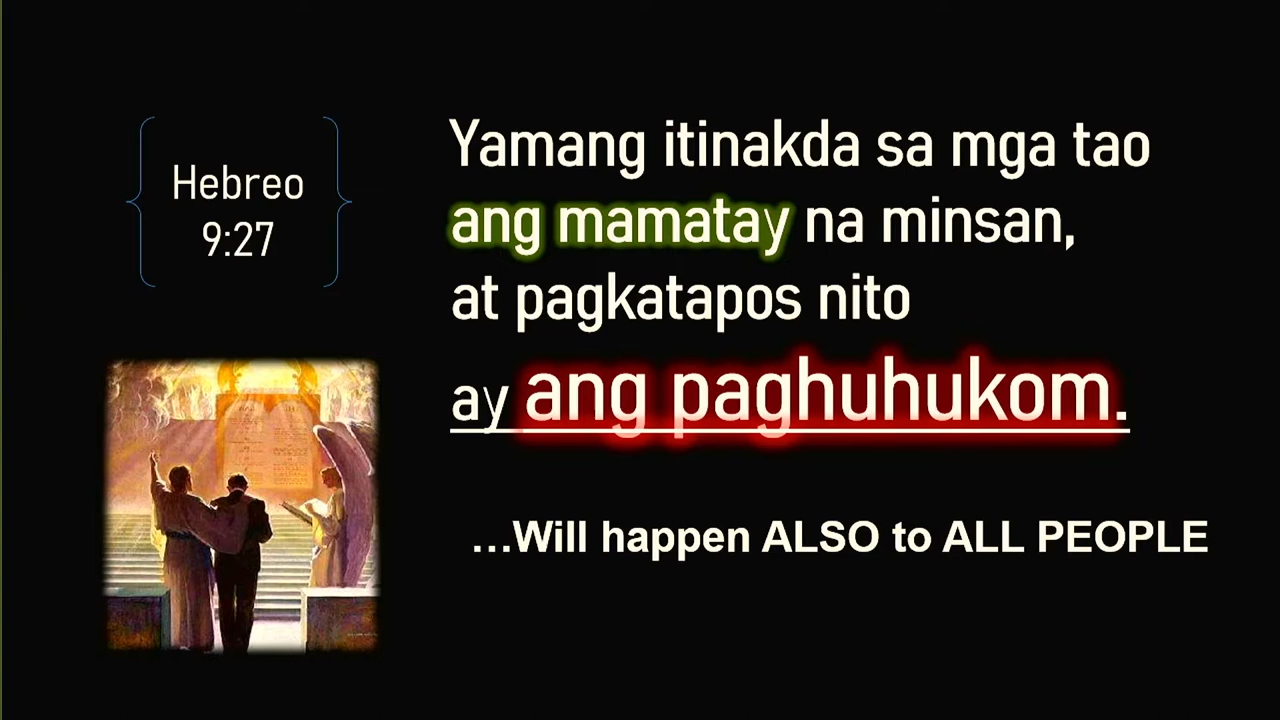 Hebreo
9:27
Yamang itinakda sa mga tao
ang mamatay na minsan,
at pagkatapos nito
ay ang paghuhukom.
...Will happen ALSO to ALL PEOPLE